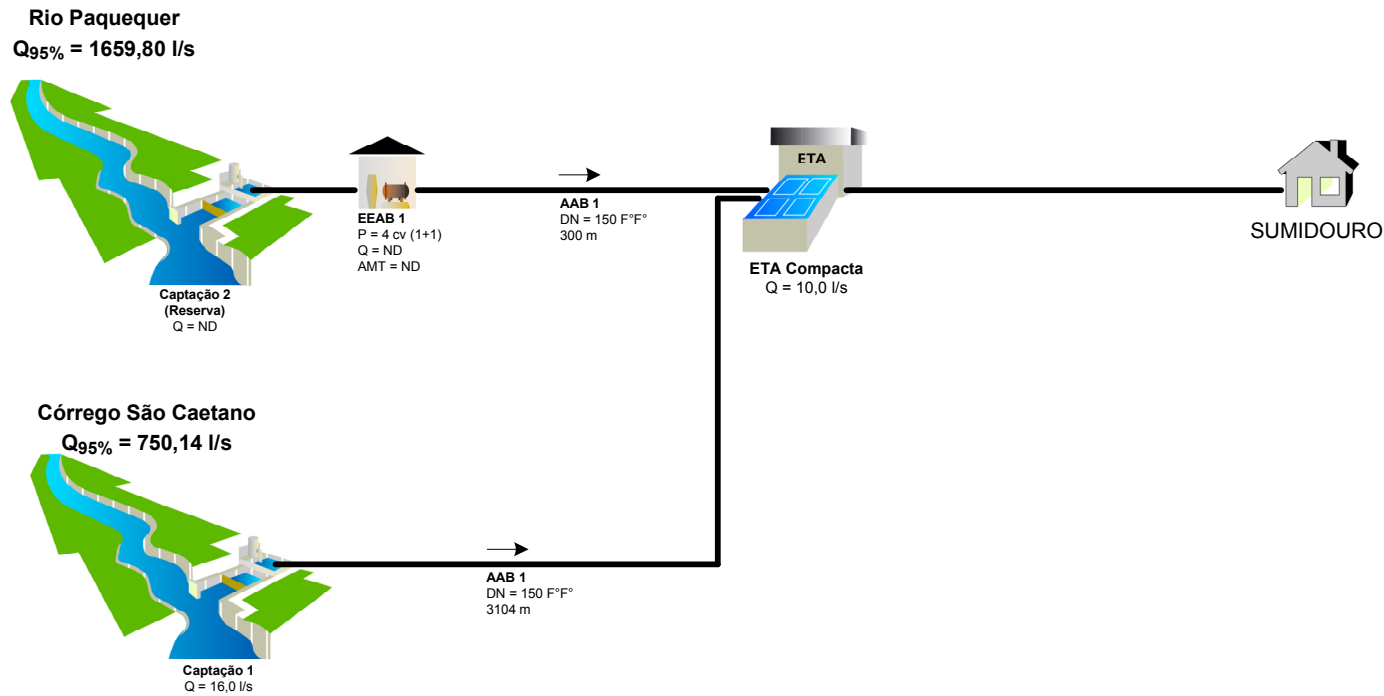 Rio Paquequer
Q95% = 1659,80 l/s
Captação 2
(Reserva)
Q = ND
EEAB 1
P = 4 cv (1+1)
Q = ND
AMT = ND
AAB 1
DN = 150 F°F°
300 m
ETA
ETA Compacta
Q = 10,0 l/s
SUMIDOURO
Córrego São Caetano
Q95% = 750,14 l/s
Captação 1
Q = 16,0 l/s
AAB 1
DN = 150 F°F°
3104 m